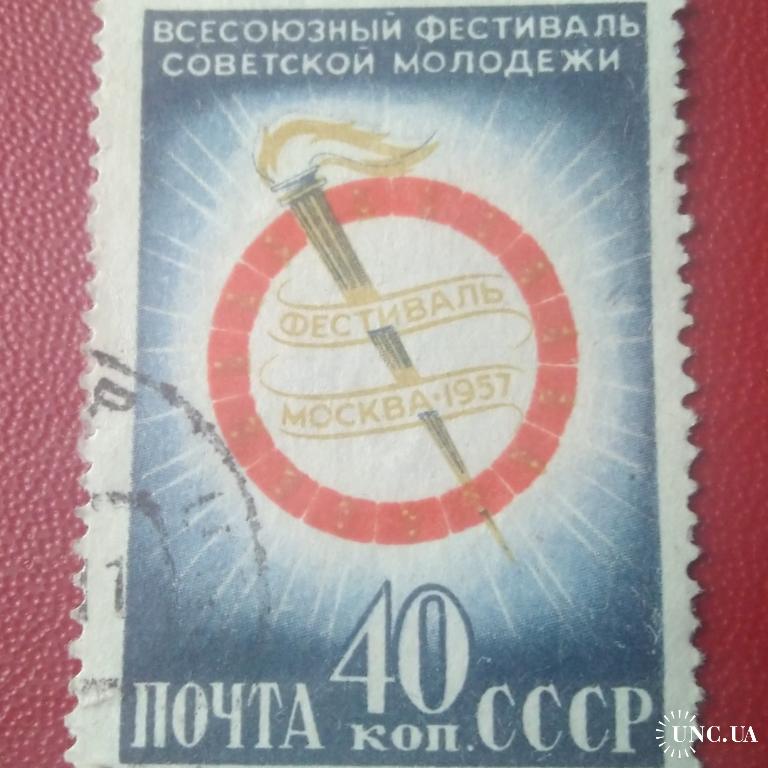 ВСЕСОЮЗНЫЙ ФЕСТИВАЛЬ
СОВЕТСКОЙ МОЛОДЕЖИ
ФЕСТИВАЛЬ
МОСКВА·1957
40
ПОЧТА КОП. СССР
UNC.UA